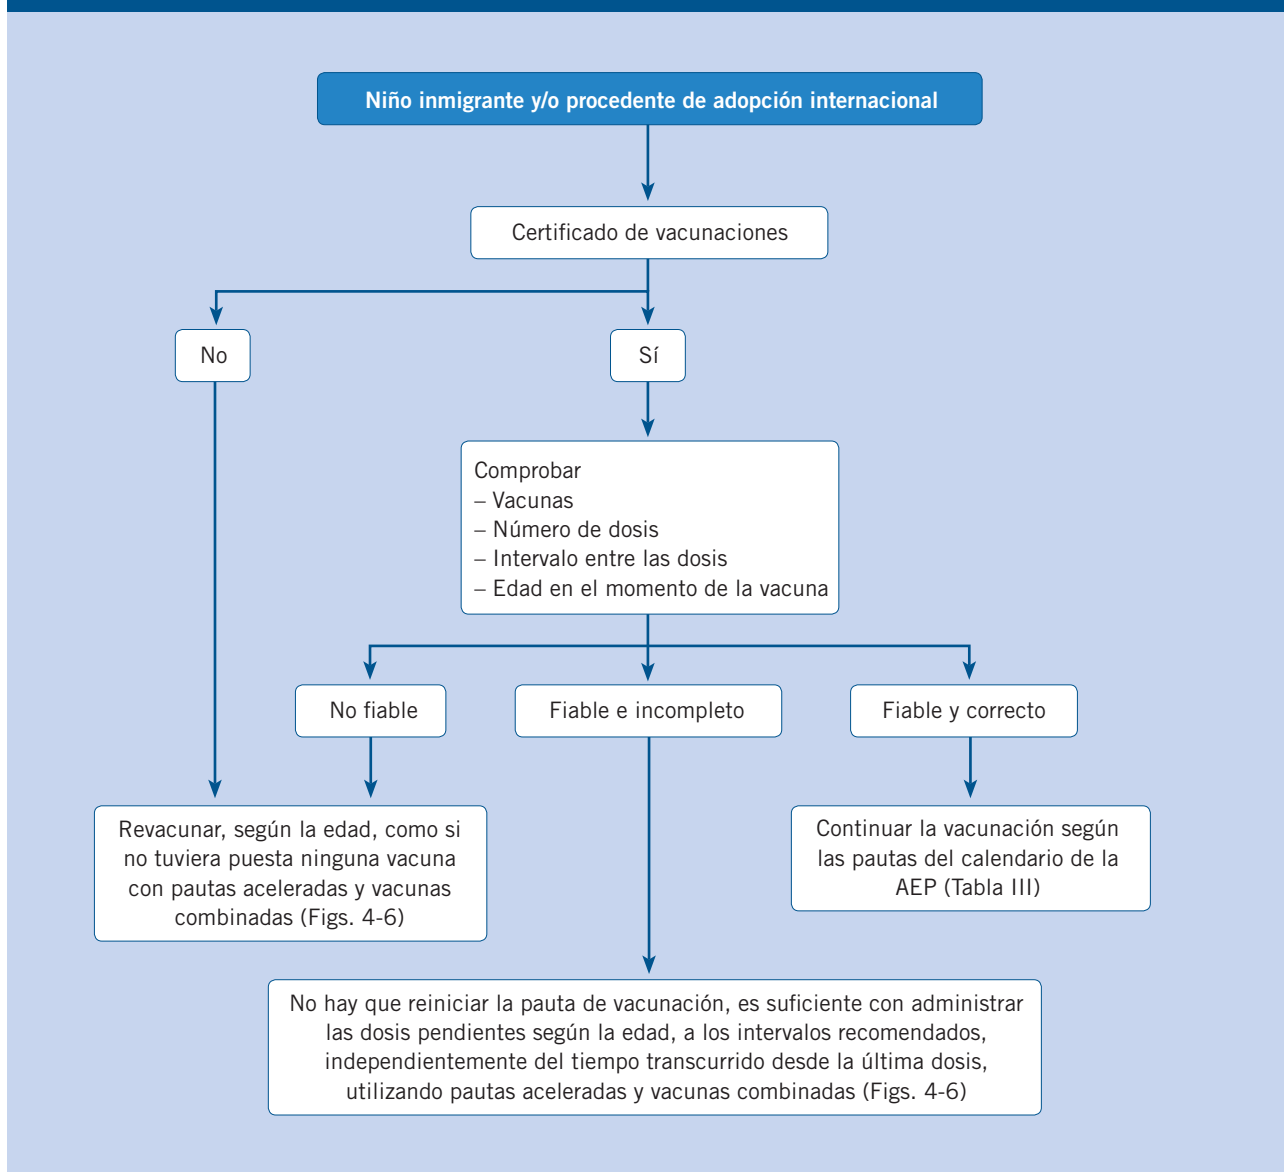 Niño inmigrante y/o procedente de adopción internacional
Certificado de vacunaciones
No
Sí
Comprobar
– Vacunas
– Número de dosis
– Intervalo entre las dosis
– Edad en el momento de la vacuna
No fiable
Fiable e incompleto
Fiable y correcto
Revacunar, según la edad, como si
no tuviera puesta ninguna vacuna
con pautas aceleradas y vacunas
combinadas (Figs. 4-6)
Continuar la vacunación según
las pautas del calendario de la
AEP (Tabla III)
No hay que reiniciar la pauta de vacunación, es suficiente con administrar
las dosis pendientes según la edad, a los intervalos recomendados,
independientemente del tiempo transcurrido desde la última dosis,
utilizando pautas aceleradas y vacunas combinadas (Figs. 4-6)